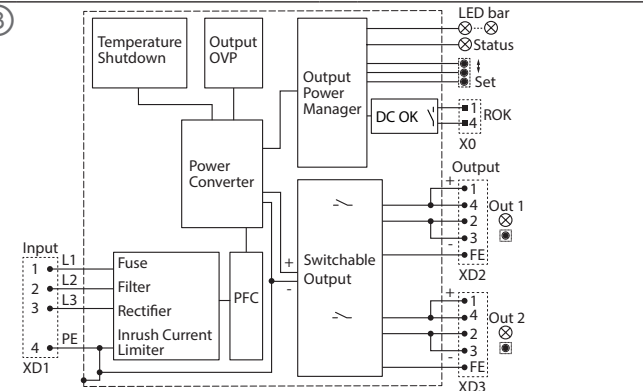 3
Temperature
Shutdown
Output
OVP
Output
Power
Manager
DC OK
LED bar
Status
Set
1
4
ROK
X0
Power
Converter
Output
+
1
4
2
3
-
FE
Out 1
XD2
+
-
Switchable
Output
Input
1
L1
2
L2
3
L3
4
PE
XD1
Fuse
Filter
Rectifier
Inrush Current
Limiter
PFC
+
1
4
2
3
-
FE
Out 2
XD3